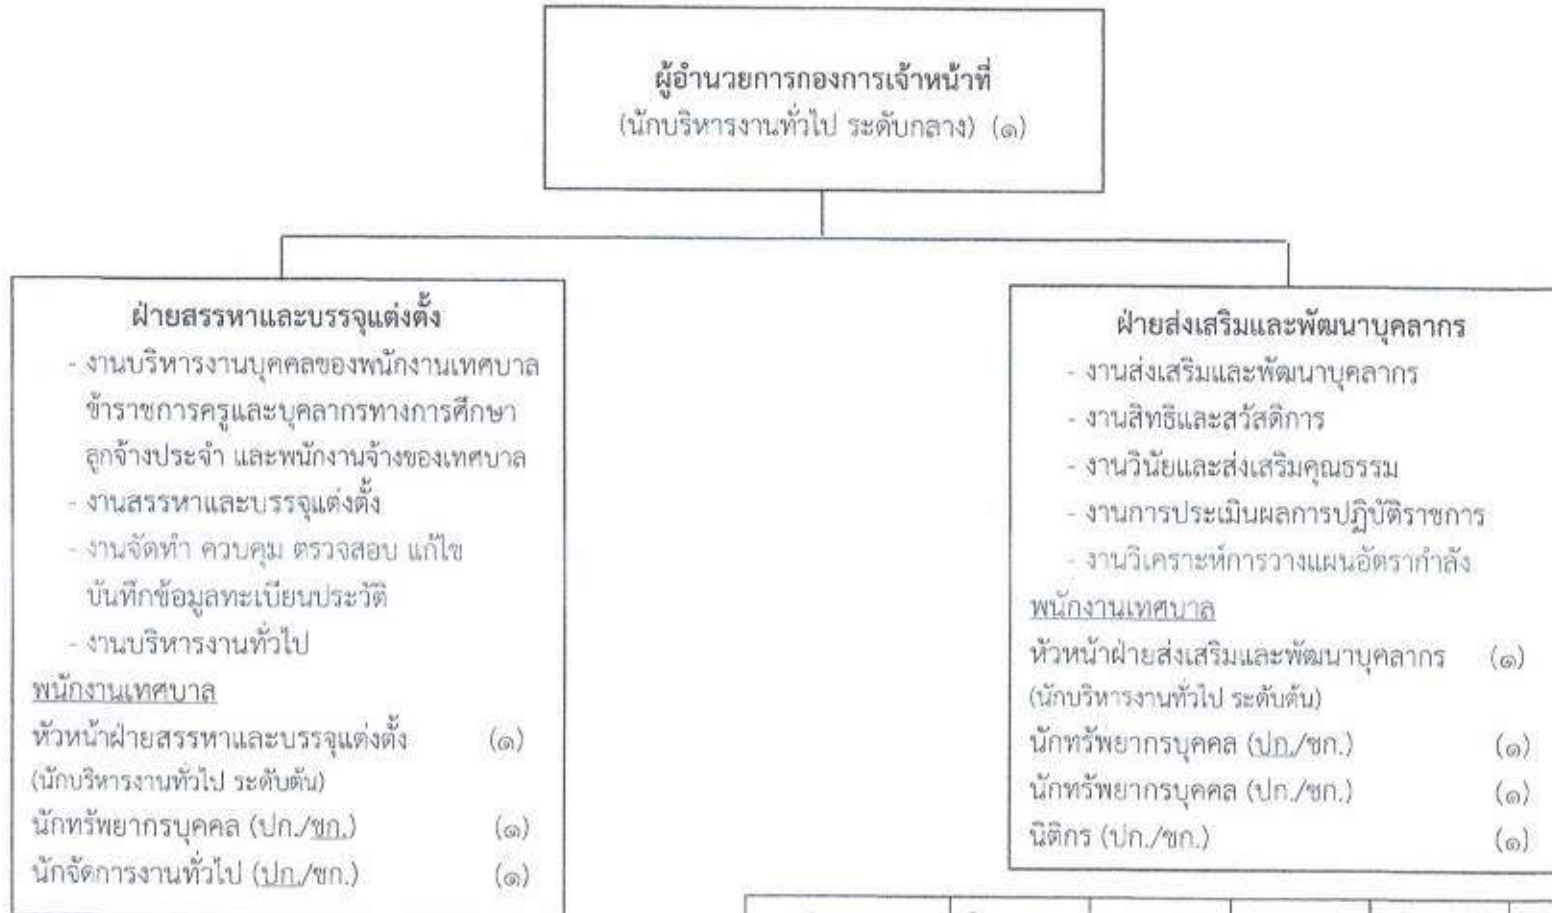 ผู้อำนวยการกองการเจ้าหน้าที่
(นักบริหารงานทั่วไป ระดับกลาง) (๑)
ฝ่ายสรรหาและบรรจุแต่งตั้ง
- งานบริหารงานบุคคลของพนักงานเทศบาล
ข้าราชการครูและบุคลากรทางการศึกษา
ลูกจ้างประจำ และพนักงานจ้างของเทศบาล
- งานสรรหาและบรรจุแต่งตั้ง
- งานจัดทำ ควบคุม ตรวจสอบ แก้ไข
บันทึกข้อมูลทะเบียนประวัติ
- งานบริหารงานทั่วไป
พนักงานเทศบาล
หัวหน้าฝ่ายสรรหาและบรรจุแต่งตั้ง (๑)
(นักบริหารงานทั่วไป ระดับต้น)
นักทรัพยากรบุคคล (ปก./ชก.) (๑)
นักจัดการงานทั่วไป (ปก./ชก.) (๑)
ฝ่ายส่งเสริมและพัฒนาบุคลากร
- งานส่งเสริมและพัฒนาบุคลากร
- งานสิทธิและสวัสดิการ
- งานวินัยและส่งเสริมคุณธรรม
- งานการประเมินผลการปฏิบัติราชการ
- งานวิเคราะห์การวางแผนอัตรากำลัง
พนักงานเทศบาล
หัวหน้าฝ่ายส่งเสริมและพัฒนาบุคลากร (๑)
(นักบริหารงานทั่วไป ระดับต้น)
นักทรัพยากรบุคคล (ปก./ชก.) (๑)
นักทรัพยากรบุคคล (ปก./ชก.) (๑)
นิติกร (ปก./ชก.) (๑)